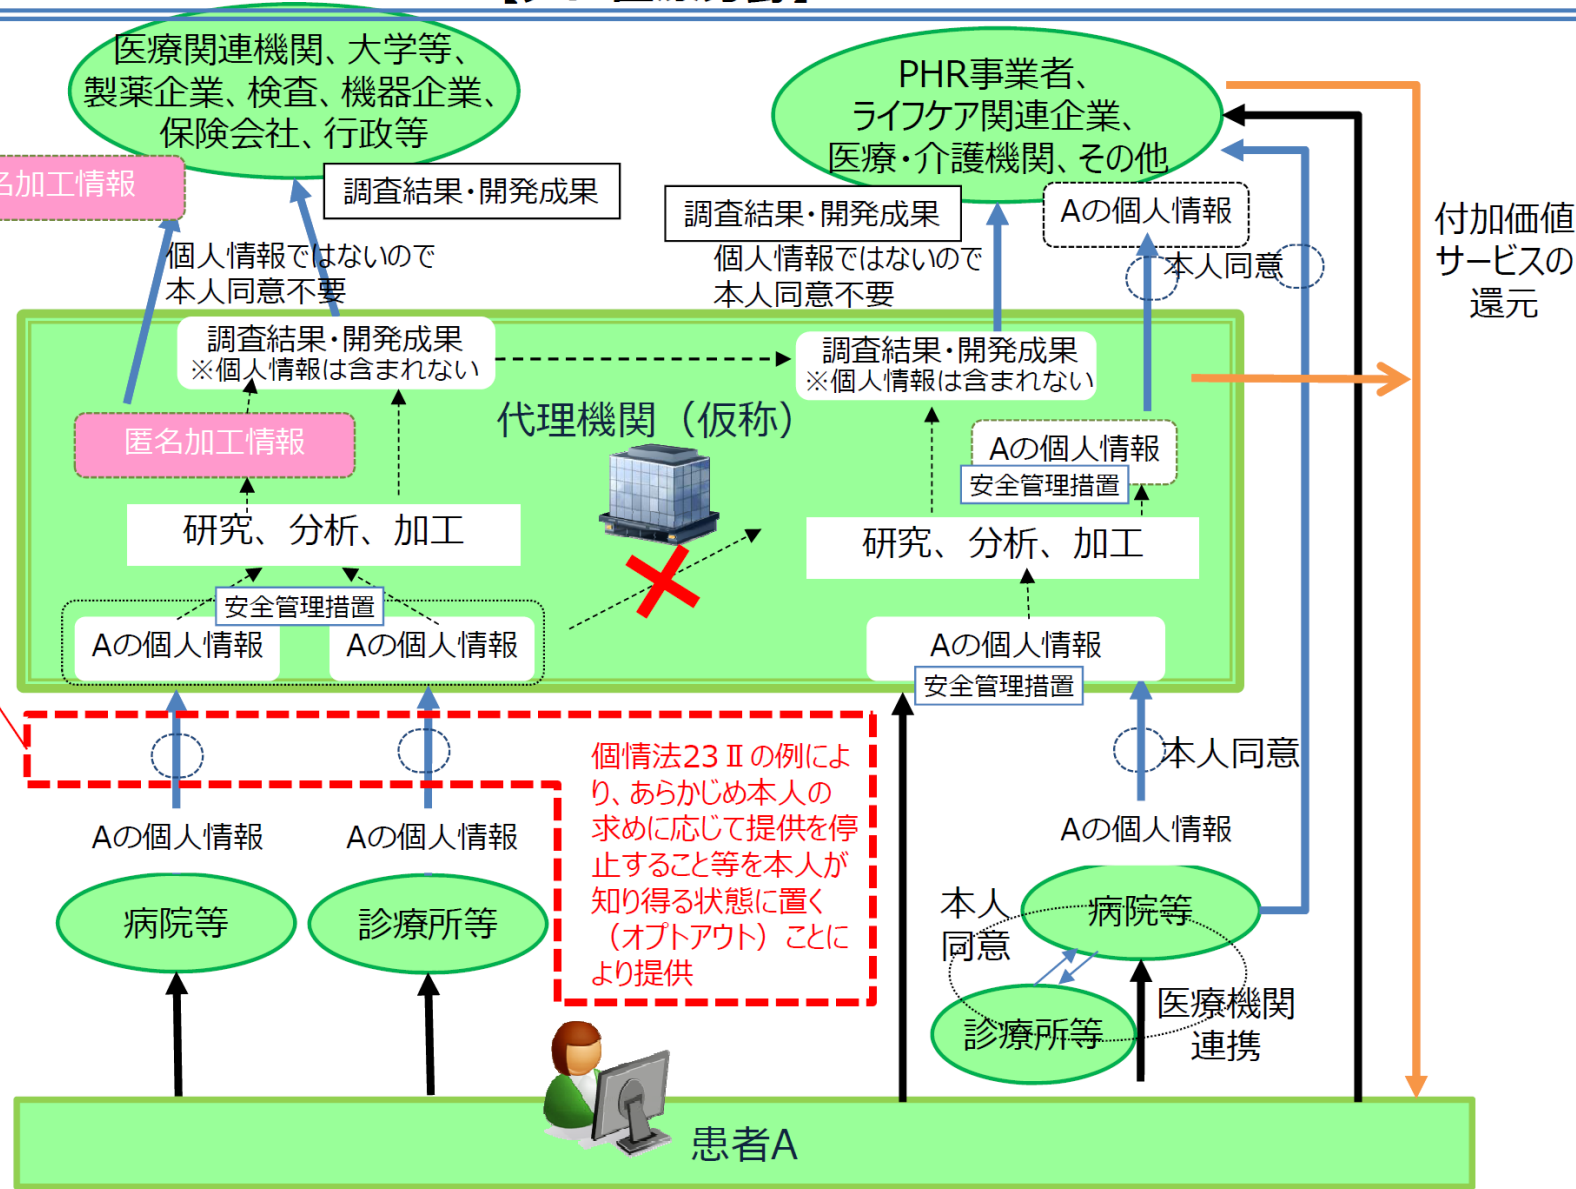 医療関連機関、大学等、
製薬企業、検査、機器企業、
保険会社、行政等
PHR事業者、
ライフケア関連企業、
医療・介護機関、その他
名加工情報
調査結果・開発成果
調査結果・開発成果
Aの個人情報
付加価値
サービスの
還元
個人情報ではないので
本人同意不要
個人情報ではないので
本人同意不要
本人同意
調査結果・開発成果
※個人情報は含まれない
調査結果・開発成果
※個人情報は含まれない
代理機関（仮称）
匿名加工情報
Aの個人情報
安全管理措置
研究、分析、加工
研究、分析、加工
安全管理措置
Aの個人情報
Aの個人情報
Aの個人情報
安全管理措置
個情法23Ⅱの例によ
り、あらかじめ本人の
求めに応じて提供を停
止すること等を本人が
知り得る状態に置く
（オプトアウト）ことに
より提供
本人同意
Aの個人情報
Aの個人情報
Aの個人情報
病院等
診療所等
本人
同意
病院等
診療所等
医療機関
連携
患者A